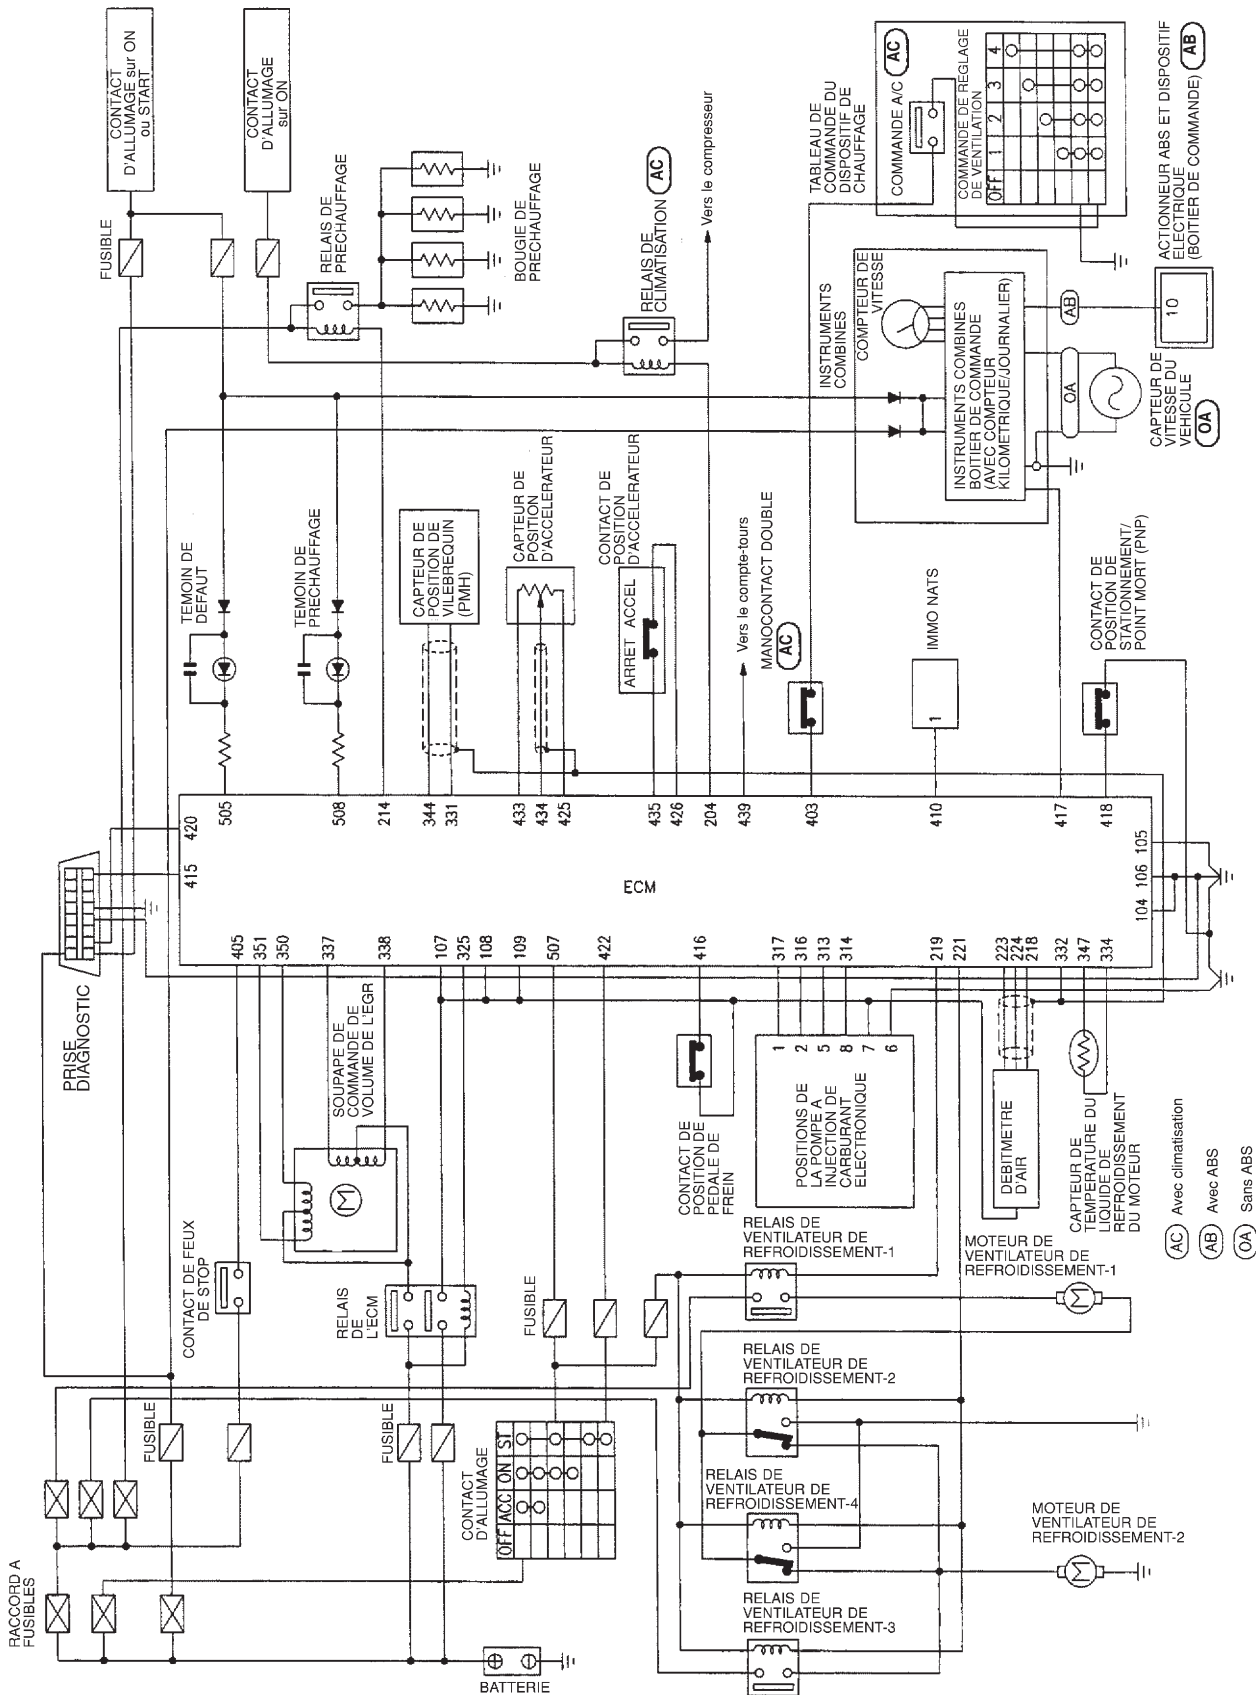 CONTACT
D'ALLUMAGE sur ON
ou START
CONTACT
D'ALLUMAGE
sur ON
FUSIBLE
RELAIS DE
PRECHAUFFAGE
BOUGIE DE
PRECHAUFFAGE
RELAIS DE
CLIMATISATION
AC
Vers le compresseur
TABLEAU DE
COMMANDE DU
DISPOSITIF DE
CHAUFFAGE
COMMANDE A/C
AC
COMMANDE DE REGLAGE
DE VENTILATION
OFF 1 2 3 4
ACTIONNEUR ABS ET DISPOSITIF
ELECTRIQUE
(BOITIER DE COMMANDE)
AB
10
INSTRUMENTS
COMBINES
COMPTEUR DE
VITESSE
INSTRUMENTS COMBINES
BOITIER DE COMMANDE
(AVEC COMPTEUR
KILOMETRIQUE/JOURNALIER)
AB
OA
CAPTEUR DE
VITESSE DU
VEHICULE
OA
TEMOIN DE
DEFAUT
TEMOIN DE
PRECHAUFFAGE
CAPTEUR DE
POSITION DE
VILEBREQUIN
(PMH)
CAPTEUR DE
POSITION
D'ACCELERATEUR
CONTACT DE
POSITION
D'ACCELERATEUR
ARRET ACCEL
Vers le compte-tours
MANOCONTACT DOUBLE
AC
IMMO NATS
1
CONTACT DE
POSITION DE
STATIONNEMENT/
POINT MORT (PNP)
PRISE
DIAGNOSTIC
420
415
505
508
214
344
331
433
434
425
435
426
204
439
403
410
417
418
ECM
105
106
104
405
351
350
337
338
107
325
108
109
507
422
416
317
316
313
314
219
221
223
224
218
332
347
334
SOUPAPE DE
COMMANDE DE
VOLUME DE L'EGR
M
CONTACT DE FEUX
DE STOP
RELAIS
DE
L'ECM
FUSIBLE
CONTACT DE
POSITION DE
PEDALE DE
FREIN
POSITIONS DE
LA POMPE A
INJECTION DE
CARBURANT
ELECTRONIQUE
1
2
5
8
7
6
DEBITMETRE
D'AIR
CAPTEUR DE
TEMPERATURE DU
LIQUIDE DE
REFROIDISSEMENT
DU MOTEUR
AC Avec climatisation
AB Avec ABS
OA Sans ABS
RELAIS DE
VENTILATEUR DE
REFROIDISSEMENT-1
MOTEUR DE
VENTILATEUR DE
REFROIDISSEMENT-1
M
RELAIS DE
VENTILATEUR DE
REFROIDISSEMENT-2
RELAIS DE
VENTILATEUR DE
REFROIDISSEMENT-4
MOTEUR DE
VENTILATEUR DE
REFROIDISSEMENT-2
M
RELAIS DE
VENTILATEUR DE
REFROIDISSEMENT-3
FUSIBLE
FUSIBLE
CONTACT
D'ALLUMAGE
OFF ACC ON ST
RACCORD A
FUSIBLES
BATTERIE